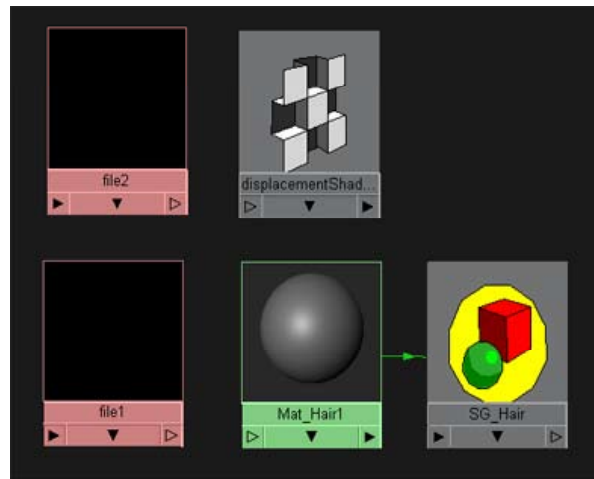 file2
displacementShad...
file1
Mat_Hair1
SG_Hair